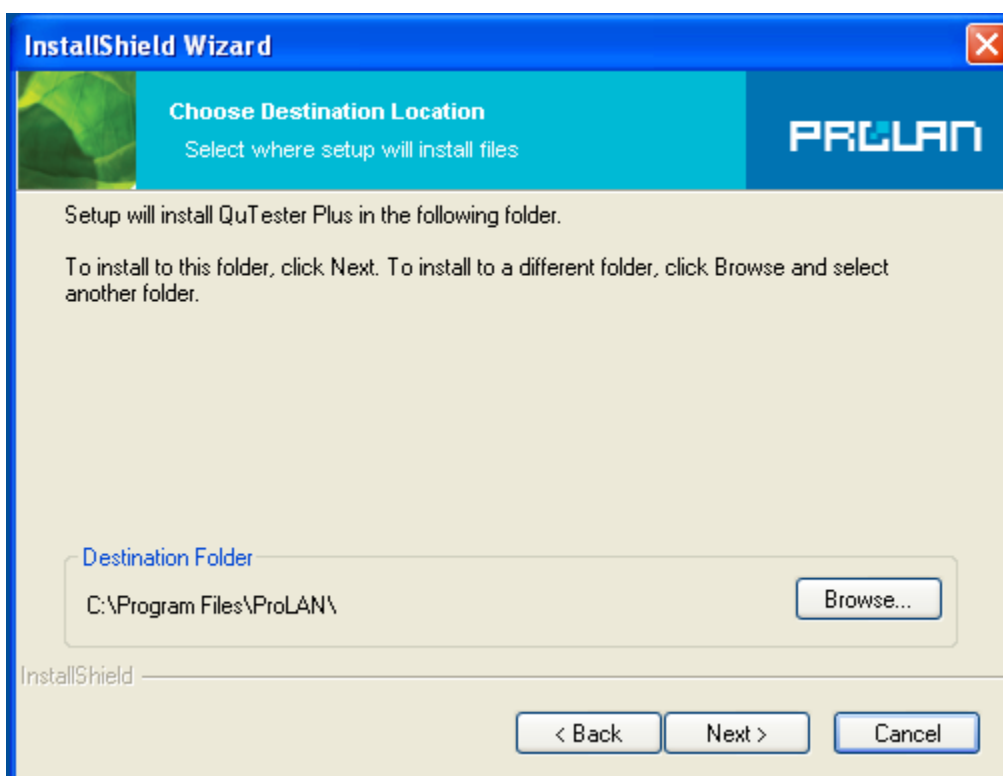 InstallShield Wizard
Choose Destination Location
Select where setup will install files
PROLAN
Setup will install QuTester Plus in the following folder.
To install to this folder, click Next. To install to a different folder, click Browse and select
another folder.
Destination Folder
C:\Program Files\ProLAN\
Browse...
InstallShield
< Back
Next >
Cancel